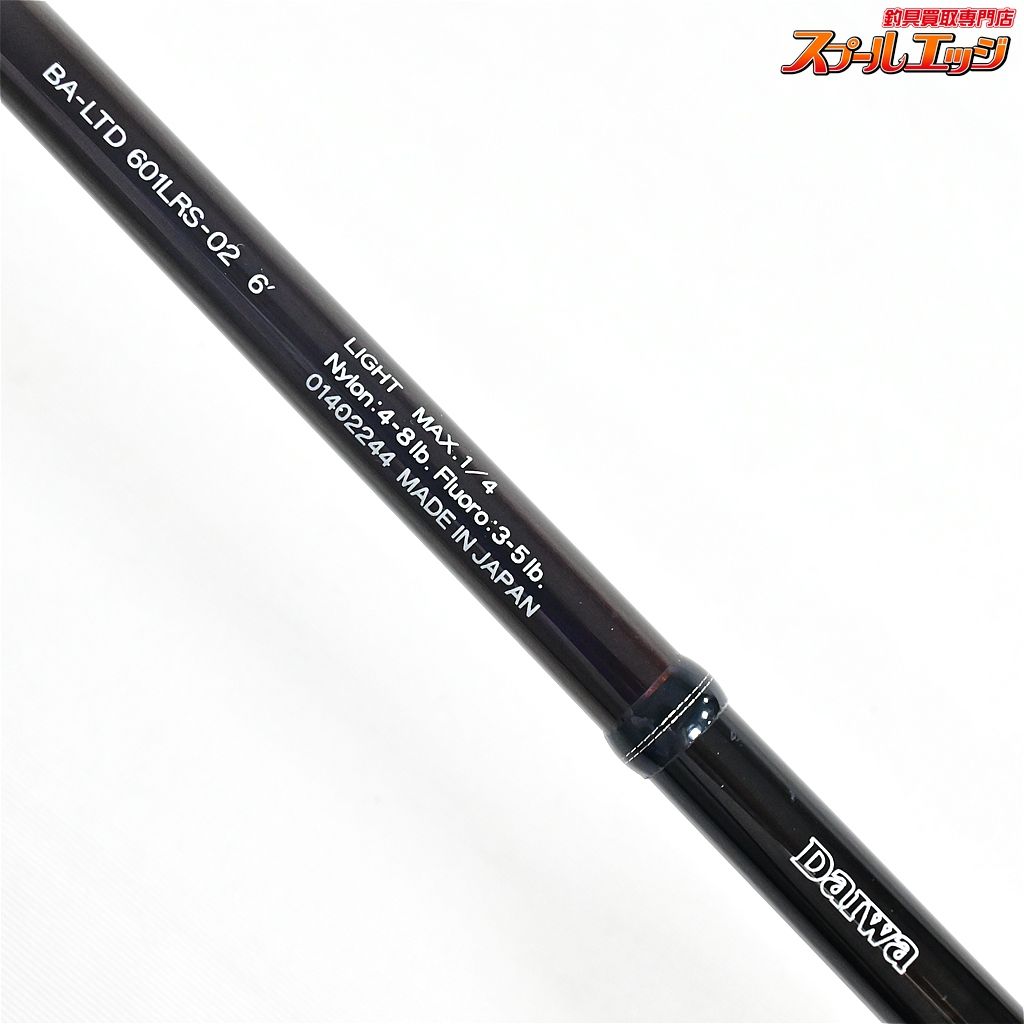 釣具買取専門店
スプールエッジ
BA-LTD 601LRS-02 6′
LIGHT MAX.1/4
Nylon:4-8lb. Fluoro:3-5lb.
01402244 MADE IN JAPAN
Daiwa